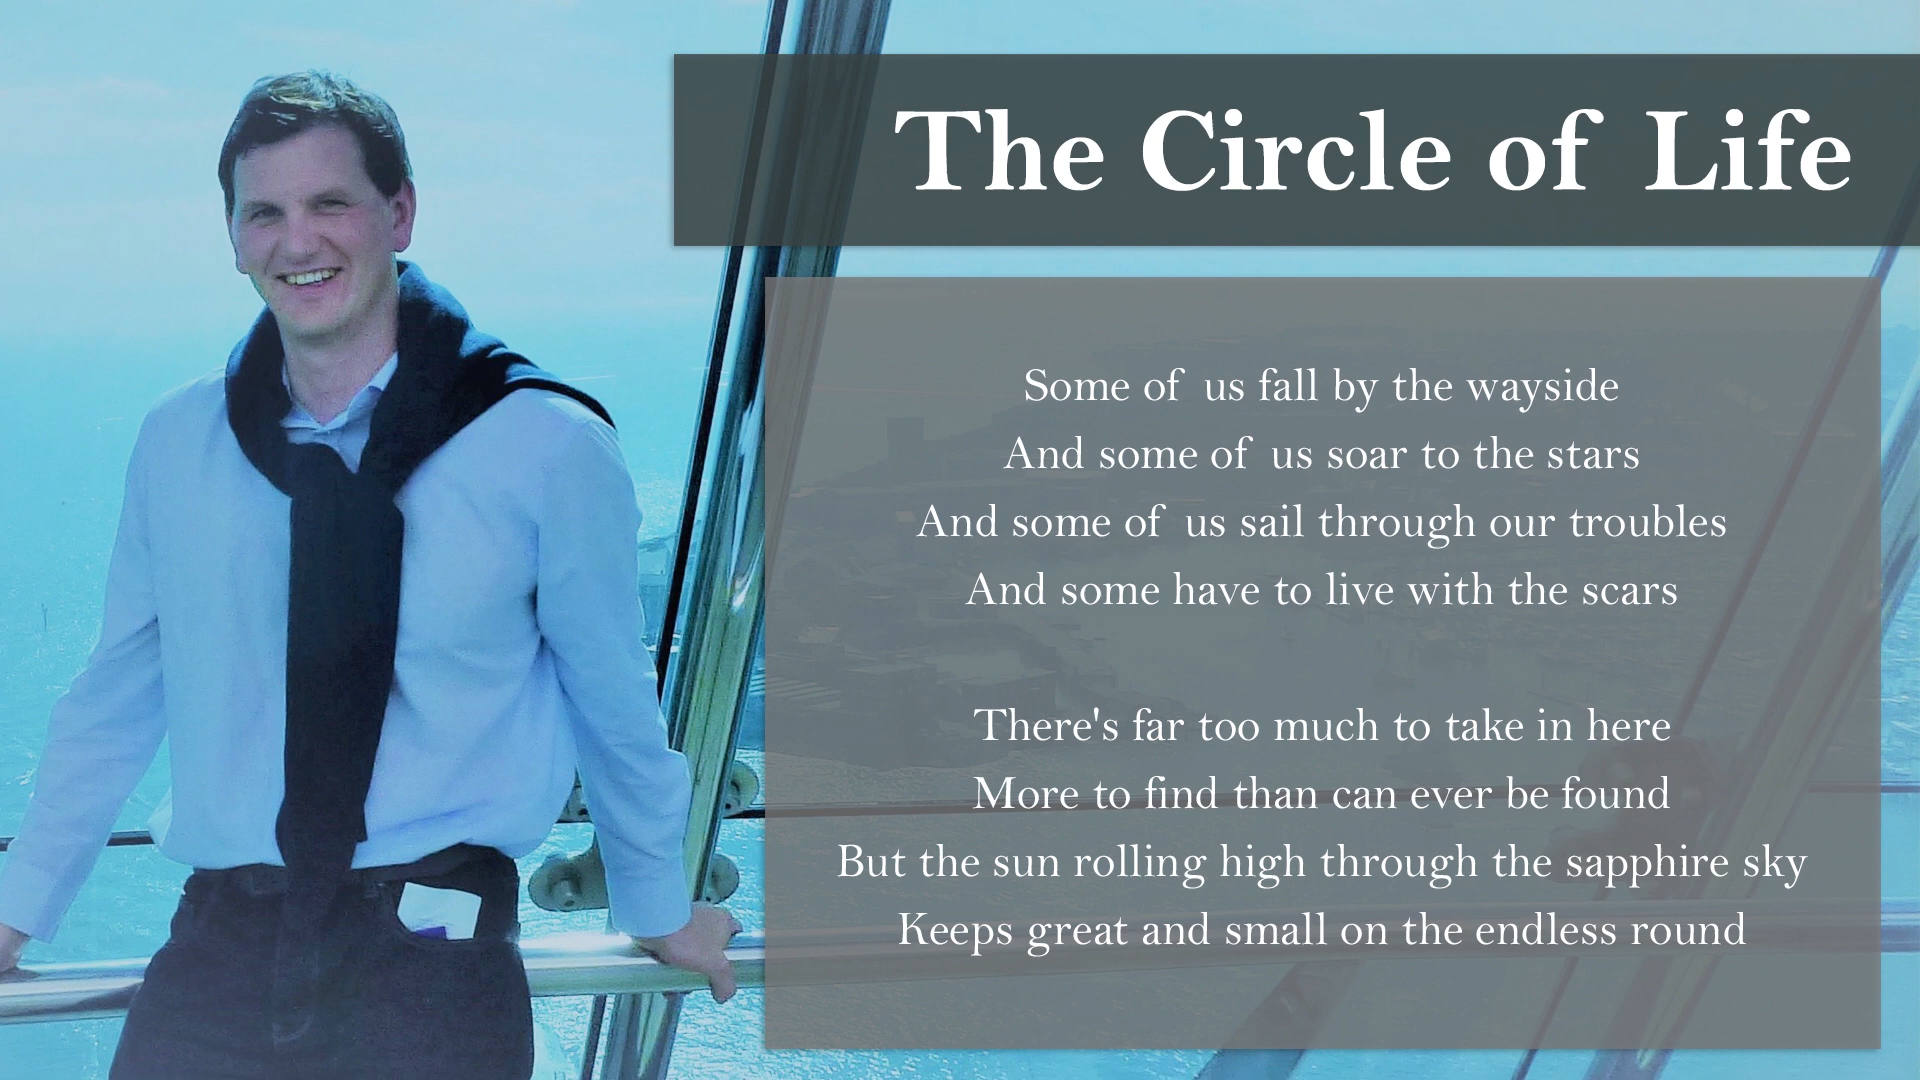 The Circle of Life
Some of us fall by the wayside
And some of us soar to the stars
And some of us sail through our troubles
And some have to live with the scars
There's far too much to take in here
More to find than can ever be found
But the sun rolling high through the sapphire sky
Keeps great and small on the endless round